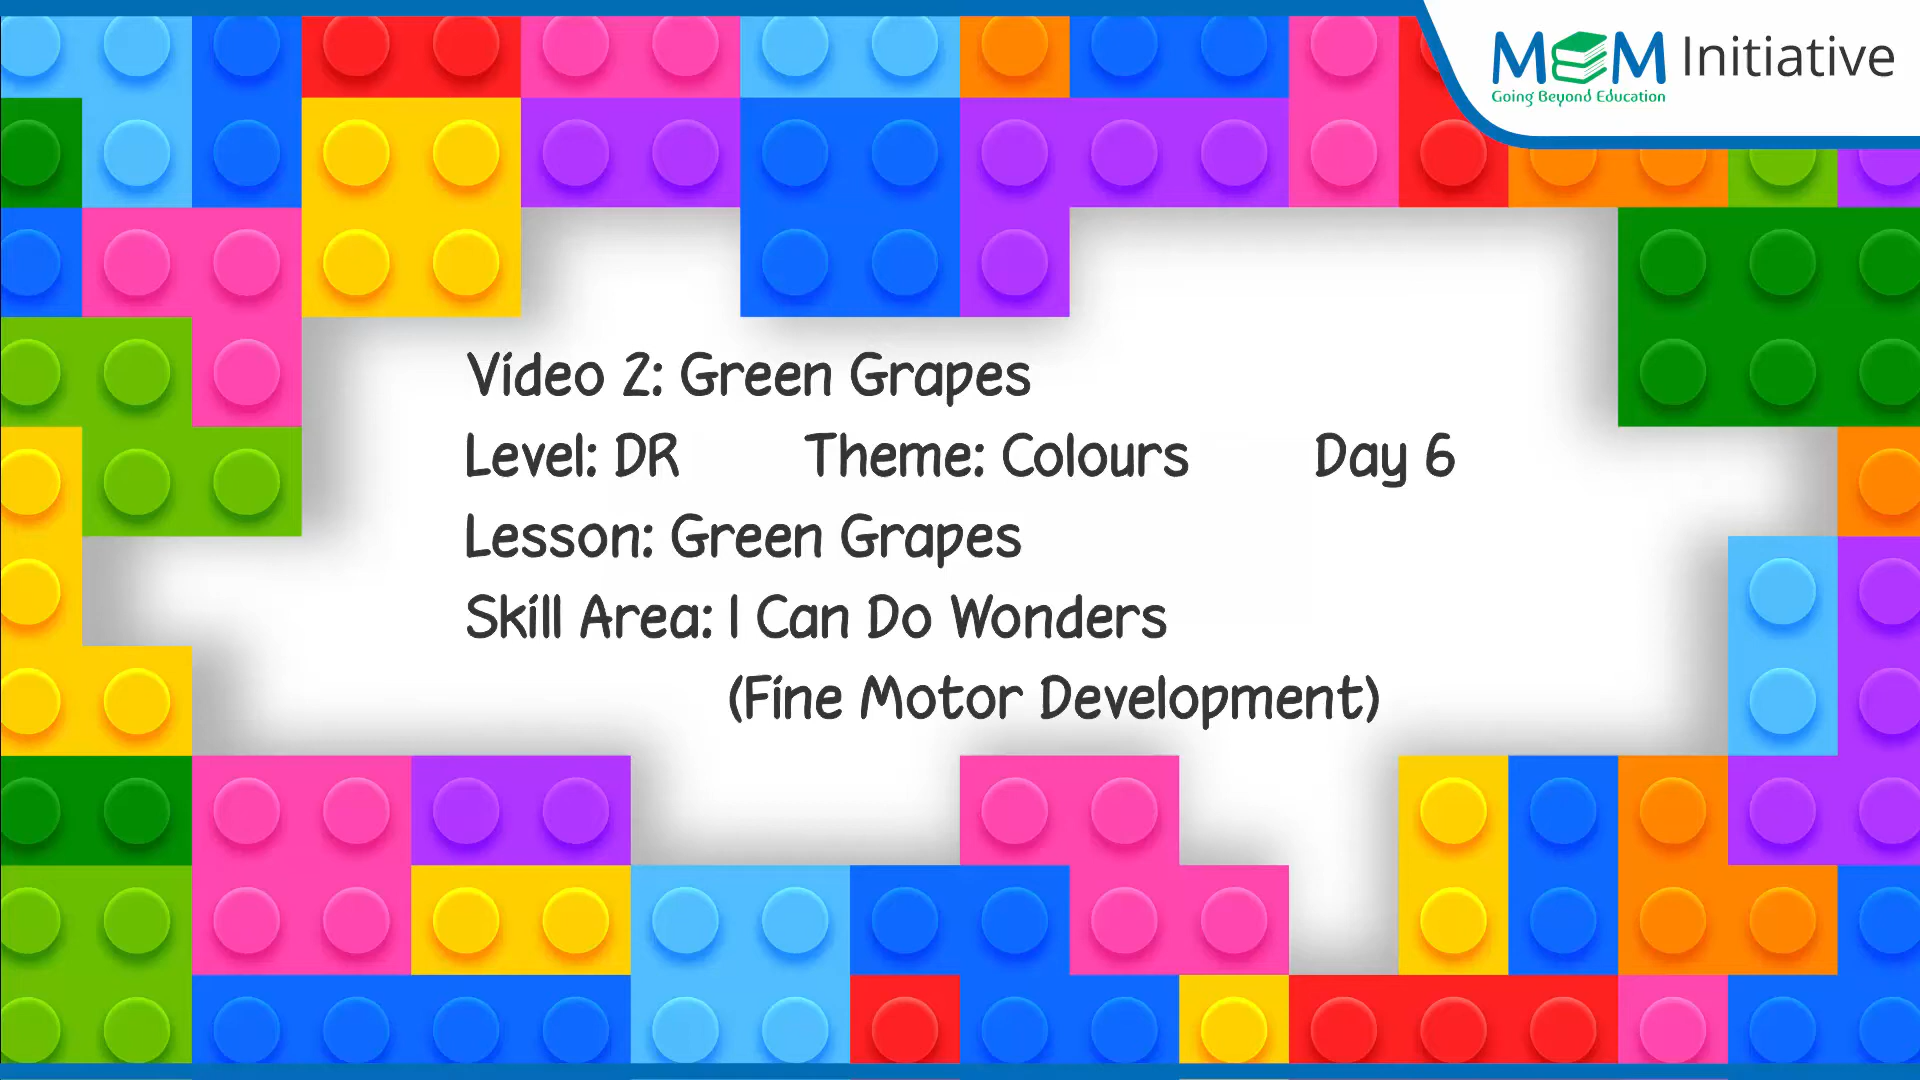 MEM Initiative
Going Beyond Education
Video 2: Green Grapes
Level: DR Theme: Colours Day 6
Lesson: Green Grapes
Skill Area: I Can Do Wonders
(Fine Motor Development)